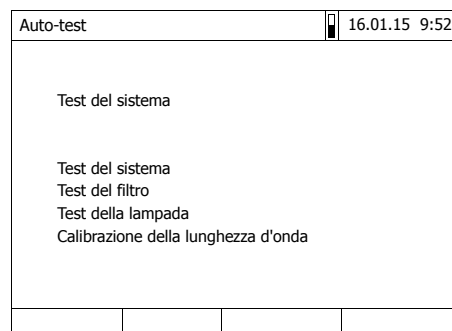 Auto-test 16.01.15 9:52
Test del sistema
Test del sistema
Test del filtro
Test della lampada
Calibrazione della lunghezza d'onda